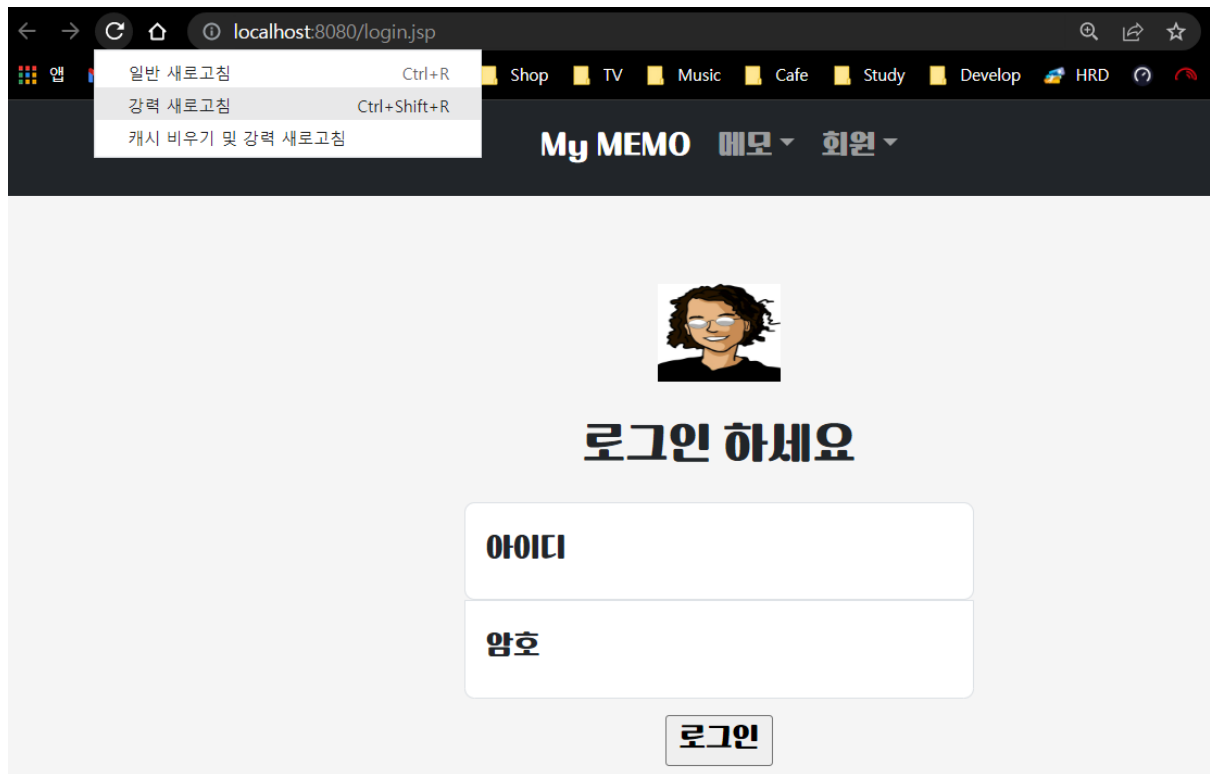 localhost:8080/login.jsp
앱 Shop TV Music Cafe Study Develop HRD
일반 새로고침 Ctrl+R
강력 새로고침 Ctrl+Shift+R
캐시 비우기 및 강력 새로고침
My MEMO 메모 회원
로그인 하세요
아이디
암호
로그인